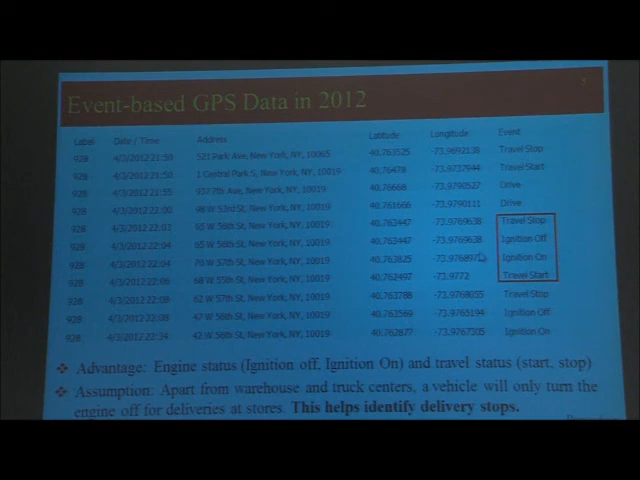 5
Event-based GPS Data in 2012
Label Date / Time Address Latitude Longitude Event
928 4/3/2012 21:50 521 Park Ave, New York, NY, 10065 40.763525 -73.9692138 Travel Stop
928 4/3/2012 21:50 1 Central Park S, New York, NY, 10019 40.76478 -73.9737944 Travel Start
928 4/3/2012 21:55 937 7th Ave, New York, NY, 10019 40.76668 -73.9790527 Drive
928 4/3/2012 22:00 98 W 53rd St, New York, NY, 10019 40.761666 -73.9790111 Drive
928 4/3/2012 22:03 65 W 56th St, New York, NY, 10019 40.763447 -73.9769638 Travel Stop
928 4/3/2012 22:04 65 W 56th St, New York, NY, 10019 40.763447 -73.9769638 Ignition Off
928 4/3/2012 22:04 70 W 57th St, New York, NY, 10019 40.763825 Ignition On
928 4/3/2012 22:06 68 W 55th St, New York, NY, 10019 40.762497 -73.9772 Travel Start
928 4/3/2012 22:08 62 W 57th St, New York, NY, 10019 40.763788 -73.9768055 Travel Stop
928 4/3/2012 22:08 47 W 56th St, New York, NY, 10019 40.763569 -73.9765194 Ignition Off
928 4/3/2012 22:34 42 W 56th St, New York, NY, 10019 40.762877 -73.9767305 Ignition On
❖ Advantage: Engine status (Ignition off, Ignition On) and travel status (start, stop)
❖ Assumption: Apart from warehouse and truck centers, a vehicle will only turn the
engine off for deliveries at stores. This helps identify delivery stops.